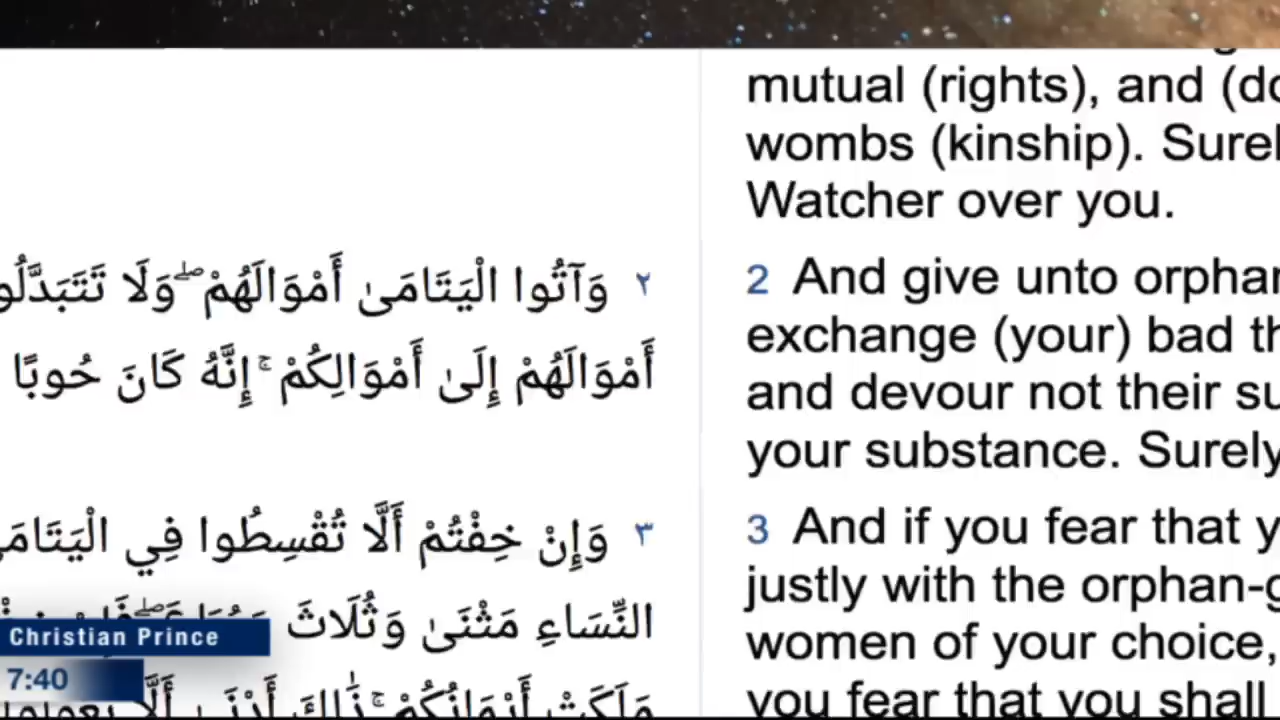 mutual (rights), and (do
wombs (kinship). Surel
Watcher over you.
٢ وَآتُوا الْيَتَامَىٰ أَمْوَالَهُمْ ۖ وَلَا تَتَبَدَّلُو
أَمْوَالَهُمْ إِلَىٰ أَمْوَالِكُمْ ۚ إِنَّهُ كَانَ حُوبًا
2 And give unto orphan
exchange (your) bad th
and devour not their su
your substance. Surely
٣ وَإِنْ خِفْتُمْ أَلَّا تُقْسِطُوا فِي الْيَتَامَى
النِّسَاءِ مَثْنَىٰ وَثُلَاثَ
مَلَكَتْ أَيْمَانُكُمْ ۚ ذَٰلِكَ أَدْنَىٰ أَلَّا تَعُولُوا
3 And if you fear that y
justly with the orphan-g
women of your choice,
you fear that you shall
Christian Prince
7:40